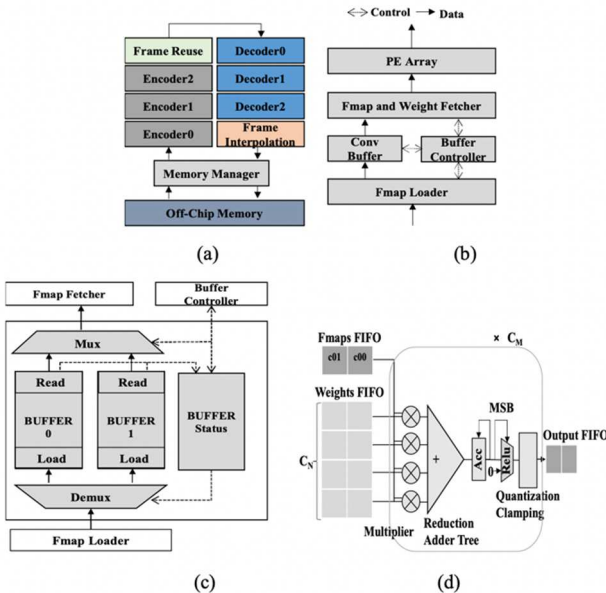 Frame Reuse
Decoder0
Encoder2
Decoder1
Encoder1
Decoder2
Encoder0
Frame
Interpolation
Memory Manager
Off-Chip Memory
(a)
Control
Data
PE Array
Fmap and Weight Fetcher
Conv
Buffer
Buffer
Controller
Fmap Loader
(b)
Fmap Fetcher
Buffer
Controller
Mux
Read
Read
BUFFER
0
BUFFER
1
BUFFER
Status
Load
Load
Demux
Fmap Loader
(c)
Fmaps FIFO
× C_M
c01 c00
Weights FIFO
MSB
C_N
+
Acc
Relu
0
Output FIFO
Quantization
Clamping
Multiplier
Reduction
Adder Tree
(d)